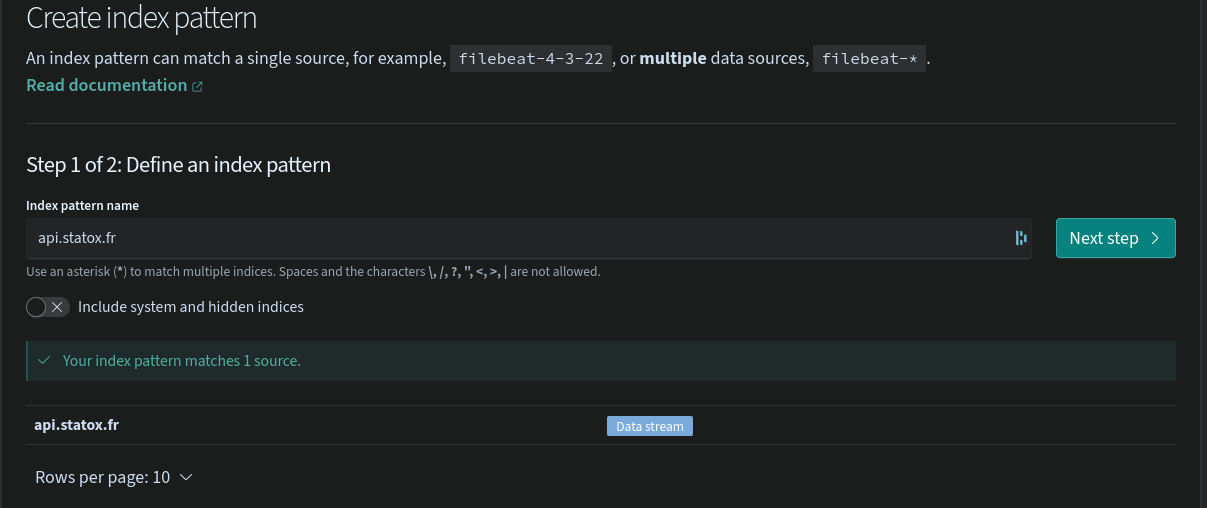 Create index pattern
An index pattern can match a single source, for example, filebeat-4-3-22 , or multiple data sources, filebeat-* .
Read documentation
Step 1 of 2: Define an index pattern
Index pattern name
api.statox.fr
Next step
Use an asterisk (*) to match multiple indices. Spaces and the characters \, /, ?, ", <, >, | are not allowed.
Include system and hidden indices
Your index pattern matches 1 source.
api.statox.fr Data stream
Rows per page: 10